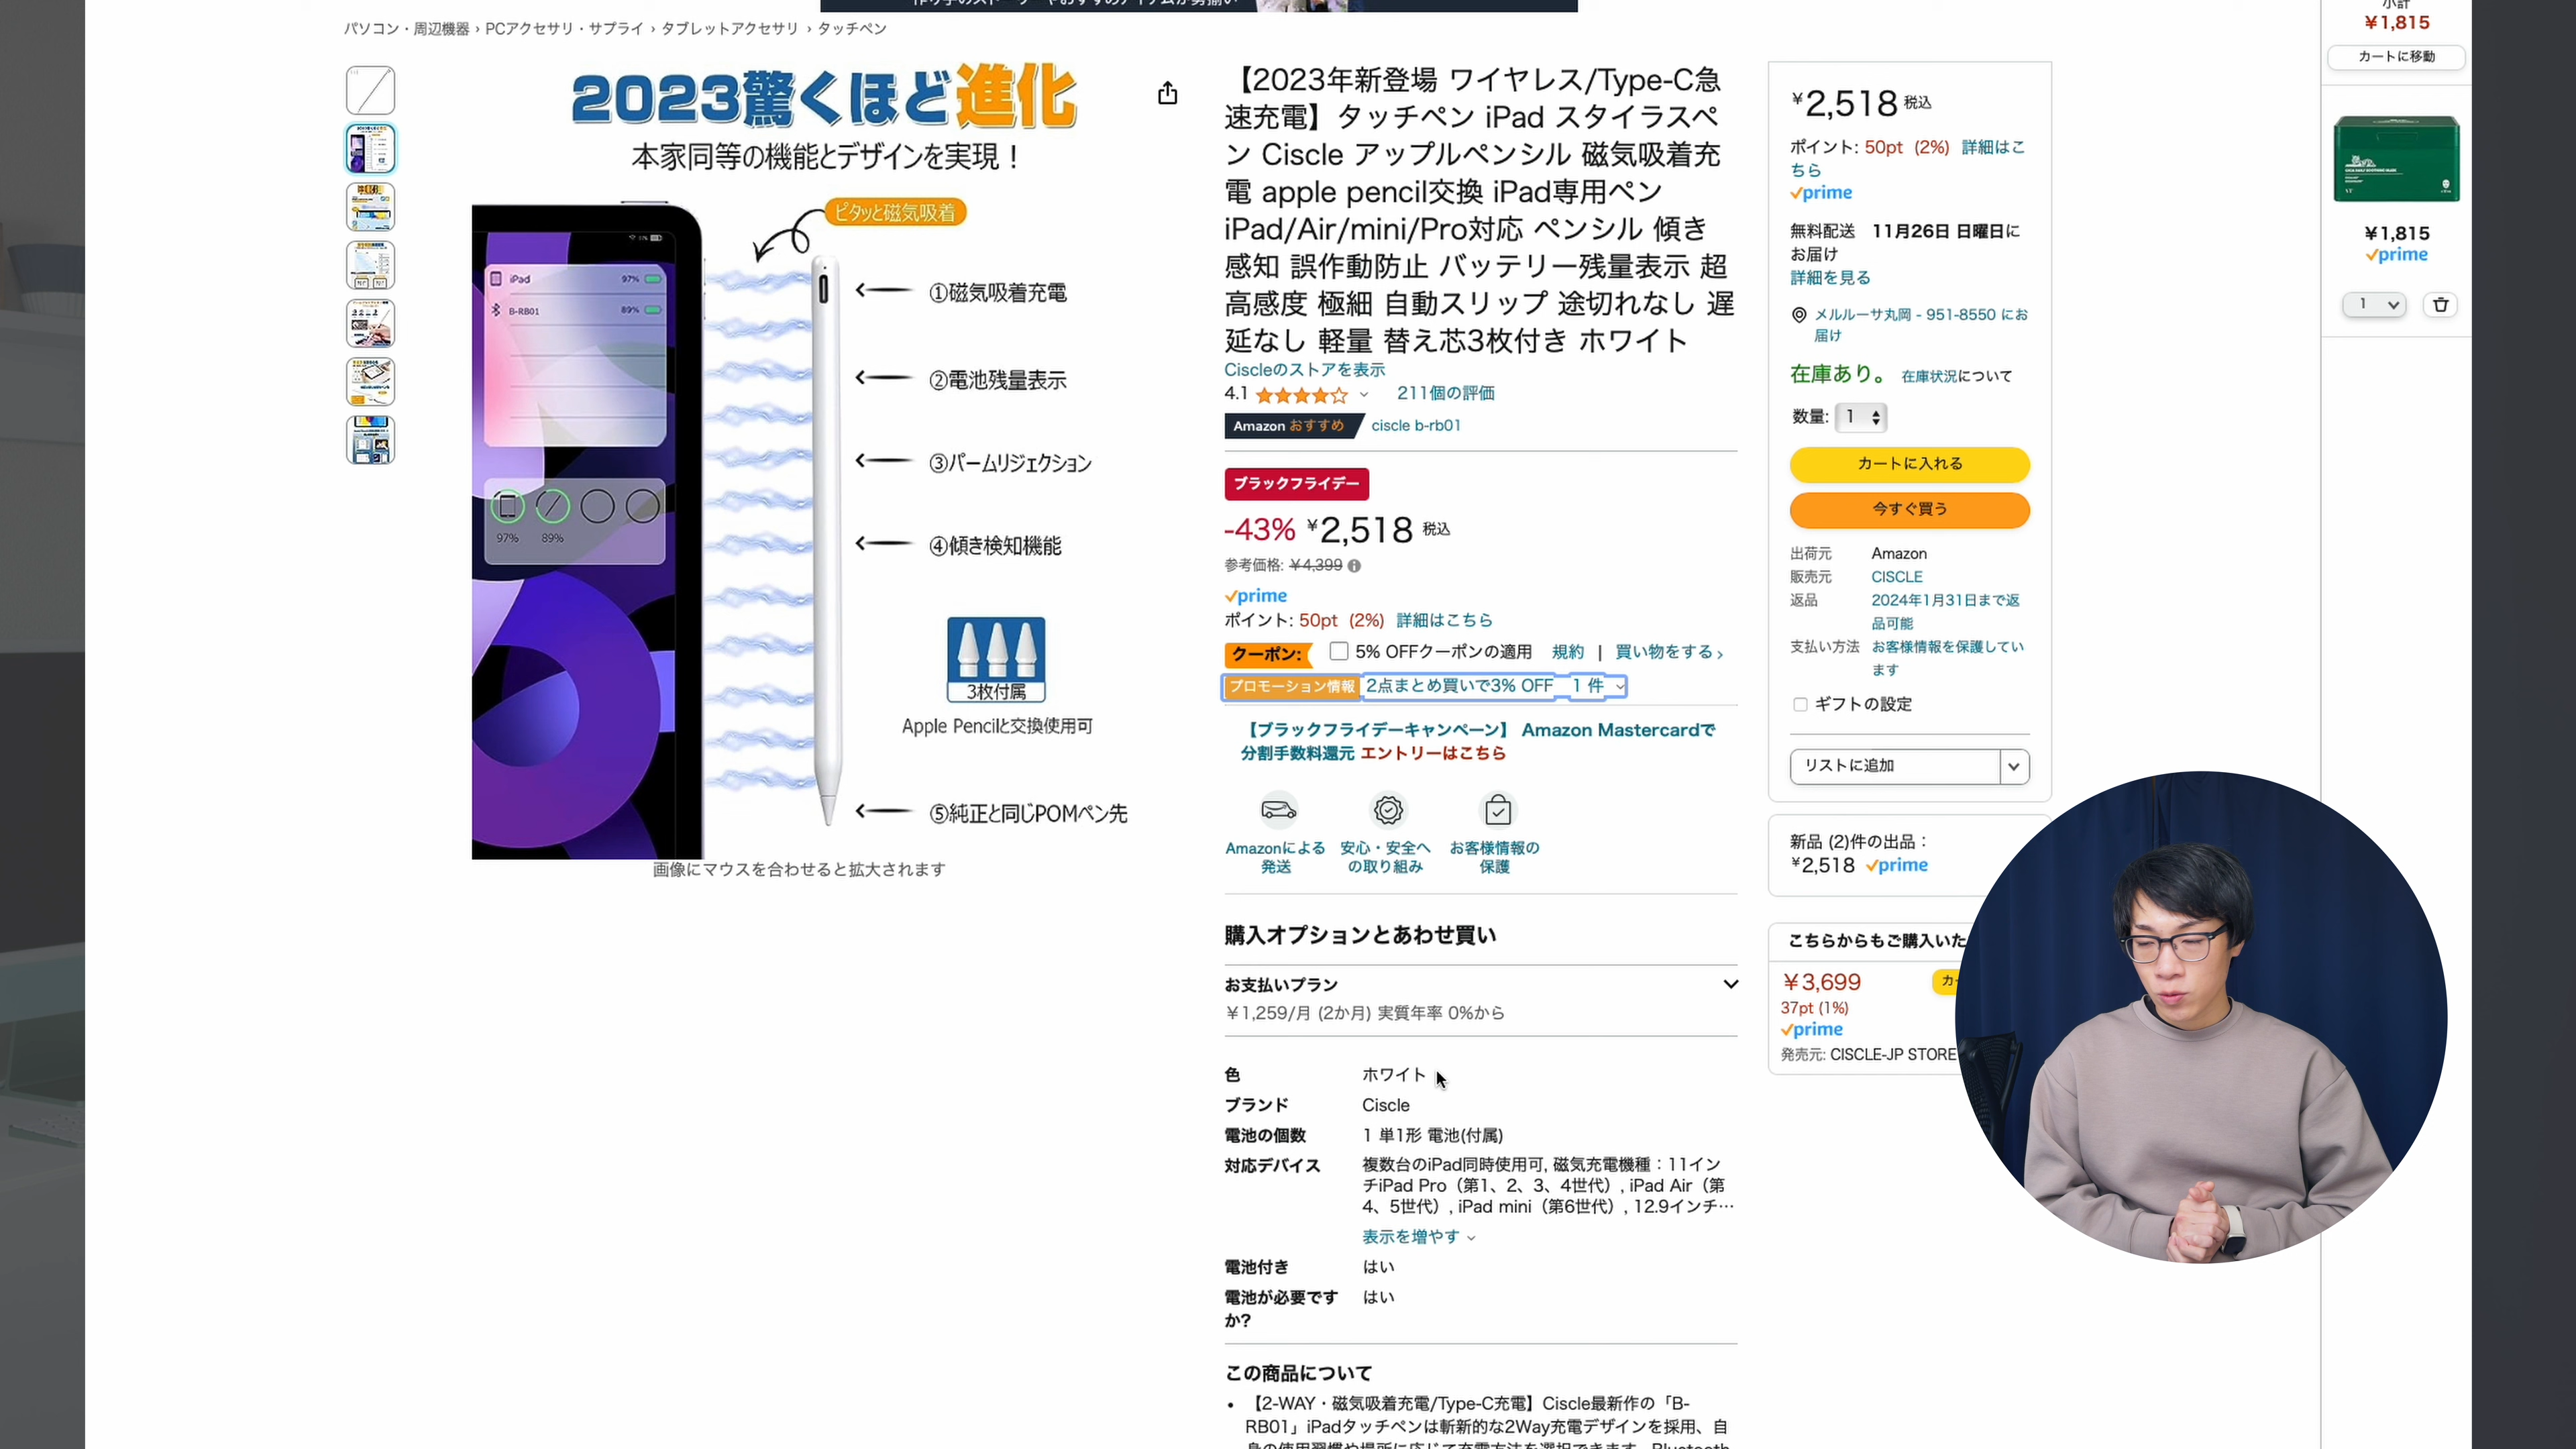 パソコン・周辺機器 › PCアクセサリ・サプライ › タブレットアクセサリ › タッチペン
2023驚くほど進化
本家同等の機能とデザインを実現！
ピタッと磁気吸着
iPad 97%
B-RB01 89%
97% 89%
①磁気吸着充電
②電池残量表示
③パームリジェクション
④傾き検知機能
3枚付属
Apple Pencilと交換使用可
⑤純正と同じPOMペン先
画像にマウスを合わせると拡大されます
【2023年新登場 ワイヤレス/Type-C急
速充電】タッチペン iPad スタイラスペ
ン Ciscle アップルペンシル 磁気吸着充
電 apple pencil交換 iPad専用ペン
iPad/Air/mini/Pro対応 ペンシル 傾き
感知 誤作動防止 バッテリー残量表示 超
高感度 極細 自動スリップ 途切れなし 遅
延なし 軽量 替え芯3枚付き ホワイト
Ciscleのストアを表示
4.1 211個の評価
Amazon おすすめ ciscle b-rb01
ブラックフライデー
-43% ¥2,518 税込
参考価格: ¥4,399
prime
ポイント: 50pt (2%) 詳細はこちら
クーポン: 5% OFFクーポンの適用 規約 | 買い物をする ›
プロモーション情報 2点まとめ買いで3% OFF 1 件
【ブラックフライデーキャンペーン】 Amazon Mastercardで
分割手数料還元 エントリーはこちら
Amazonによる
発送
安心・安全へ
の取り組み
お客様情報の
保護
購入オプションとあわせ買い
お支払いプラン
￥1,259/月 (2か月) 実質年率 0%から
色 ホワイト
ブランド Ciscle
電池の個数 1 単1形 電池(付属)
対応デバイス 複数台のiPad同時使用可, 磁気充電機種：11イン
チiPad Pro（第1、2、3、4世代）, iPad Air（第
4、5世代）, iPad mini（第6世代）, 12.9インチ…
表示を増やす
電池付き はい
電池が必要です はい
か?
この商品について
• 【2-WAY・磁気吸着充電/Type-C充電】Ciscle最新作の「B-
RB01」iPadタッチペンは斬新的な2Way充電デザインを採用、自
¥2,518 税込
ポイント: 50pt (2%) 詳細はこ
ちら
prime
無料配送 11月26日 日曜日に
お届け
詳細を見る
メルルーサ丸岡 - 951-8550 にお
届け
在庫あり。 在庫状況について
数量: 1
カートに入れる
今すぐ買う
出荷元 Amazon
販売元 CISCLE
返品 2024年1月31日まで返
品可能
支払い方法 お客様情報を保護してい
ます
ギフトの設定
リストに追加
新品 (2)件の出品：
¥2,518 prime
こちらからもご購入いた
￥3,699 カ
37pt (1%)
prime
発売元: CISCLE-JP STORE
小計
￥1,815
カートに移動
￥1,815
prime
1